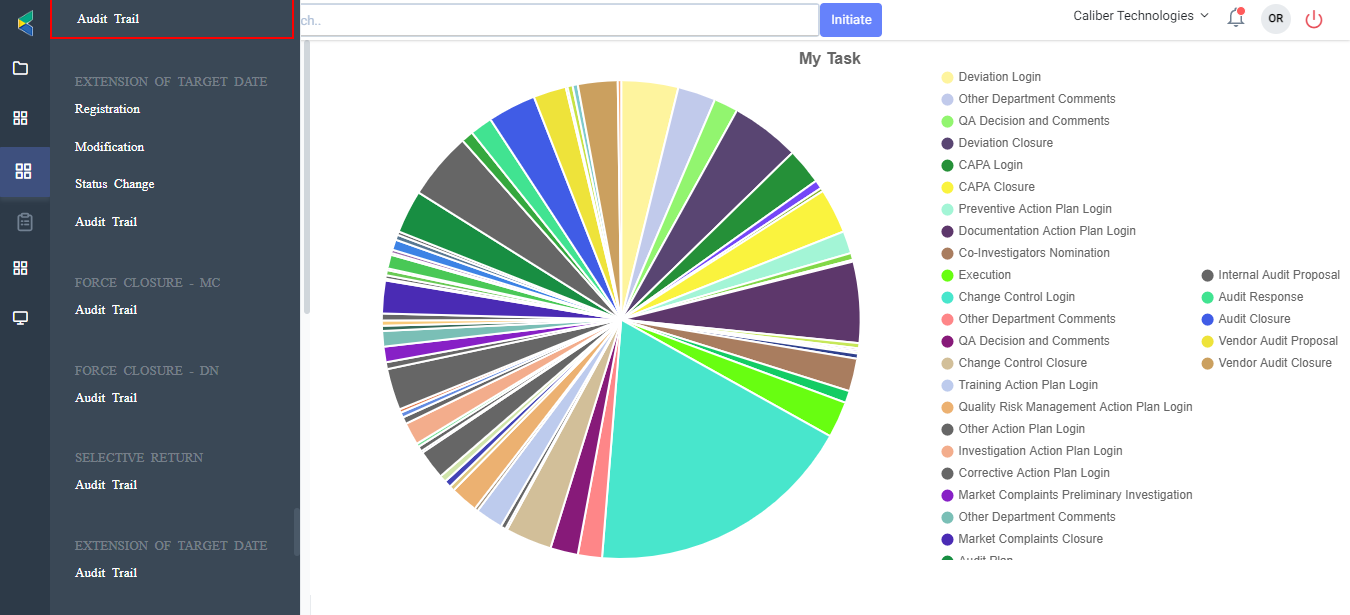 Audit Trail
EXTENSION OF TARGET DATE
Registration
Modification
Status Change
Audit Trail
FORCE CLOSURE - MC
Audit Trail
FORCE CLOSURE - DN
Audit Trail
SELECTIVE RETURN
Audit Trail
EXTENSION OF TARGET DATE
Audit Trail
ch..
Initiate
Caliber Technologies
OR
My Task
Deviation Login
Other Department Comments
QA Decision and Comments
Deviation Closure
CAPA Login
CAPA Closure
Preventive Action Plan Login
Documentation Action Plan Login
Co-Investigators Nomination
Execution
Change Control Login
Other Department Comments
QA Decision and Comments
Change Control Closure
Training Action Plan Login
Quality Risk Management Action Plan Login
Other Action Plan Login
Investigation Action Plan Login
Corrective Action Plan Login
Market Complaints Preliminary Investigation
Other Department Comments
Market Complaints Closure
Audit Plan
Internal Audit Proposal
Audit Response
Audit Closure
Vendor Audit Proposal
Vendor Audit Closure